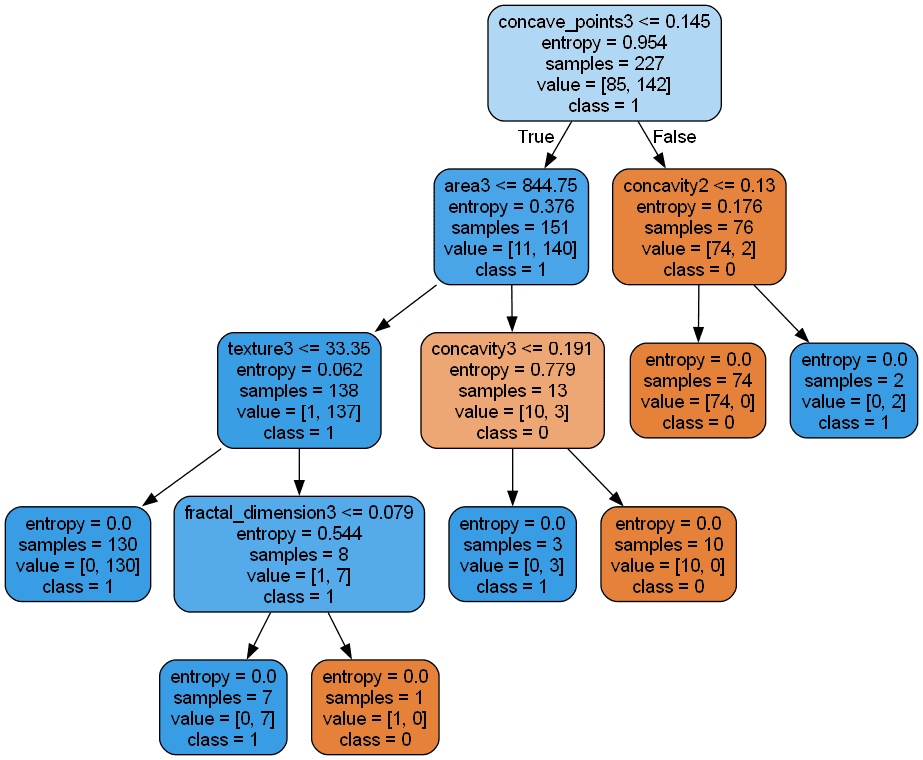 concave_points3 <= 0.145
entropy = 0.954
samples = 227
value = [85, 142]
class = 1
True
False
area3 <= 844.75
entropy = 0.376
samples = 151
value = [11, 140]
class = 1
concavity2 <= 0.13
entropy = 0.176
samples = 76
value = [74, 2]
class = 0
texture3 <= 33.35
entropy = 0.062
samples = 138
value = [1, 137]
class = 1
concavity3 <= 0.191
entropy = 0.779
samples = 13
value = [10, 3]
class = 0
entropy = 0.0
samples = 74
value = [74, 0]
class = 0
entropy = 0.0
samples = 2
value = [0, 2]
class = 1
entropy = 0.0
samples = 130
value = [0, 130]
class = 1
fractal_dimension3 <= 0.079
entropy = 0.544
samples = 8
value = [1, 7]
class = 1
entropy = 0.0
samples = 3
value = [0, 3]
class = 1
entropy = 0.0
samples = 10
value = [10, 0]
class = 0
entropy = 0.0
samples = 7
value = [0, 7]
class = 1
entropy = 0.0
samples = 1
value = [1, 0]
class = 0